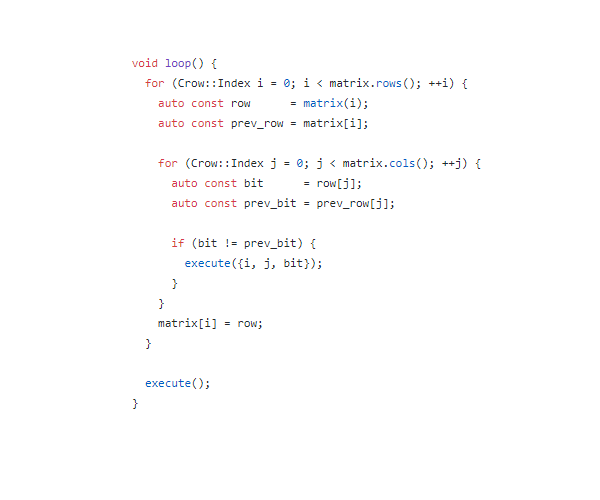 void loop() {
  for (Crow::Index i = 0; i < matrix.rows(); ++i) {
    auto const row      = matrix(i);
    auto const prev_row = matrix[i];

    for (Crow::Index j = 0; j < matrix.cols(); ++j) {
      auto const bit      = row[j];
      auto const prev_bit = prev_row[j];

      if (bit != prev_bit) {
        execute({i, j, bit});
      }
    }
    matrix[i] = row;
  }

  execute();
}